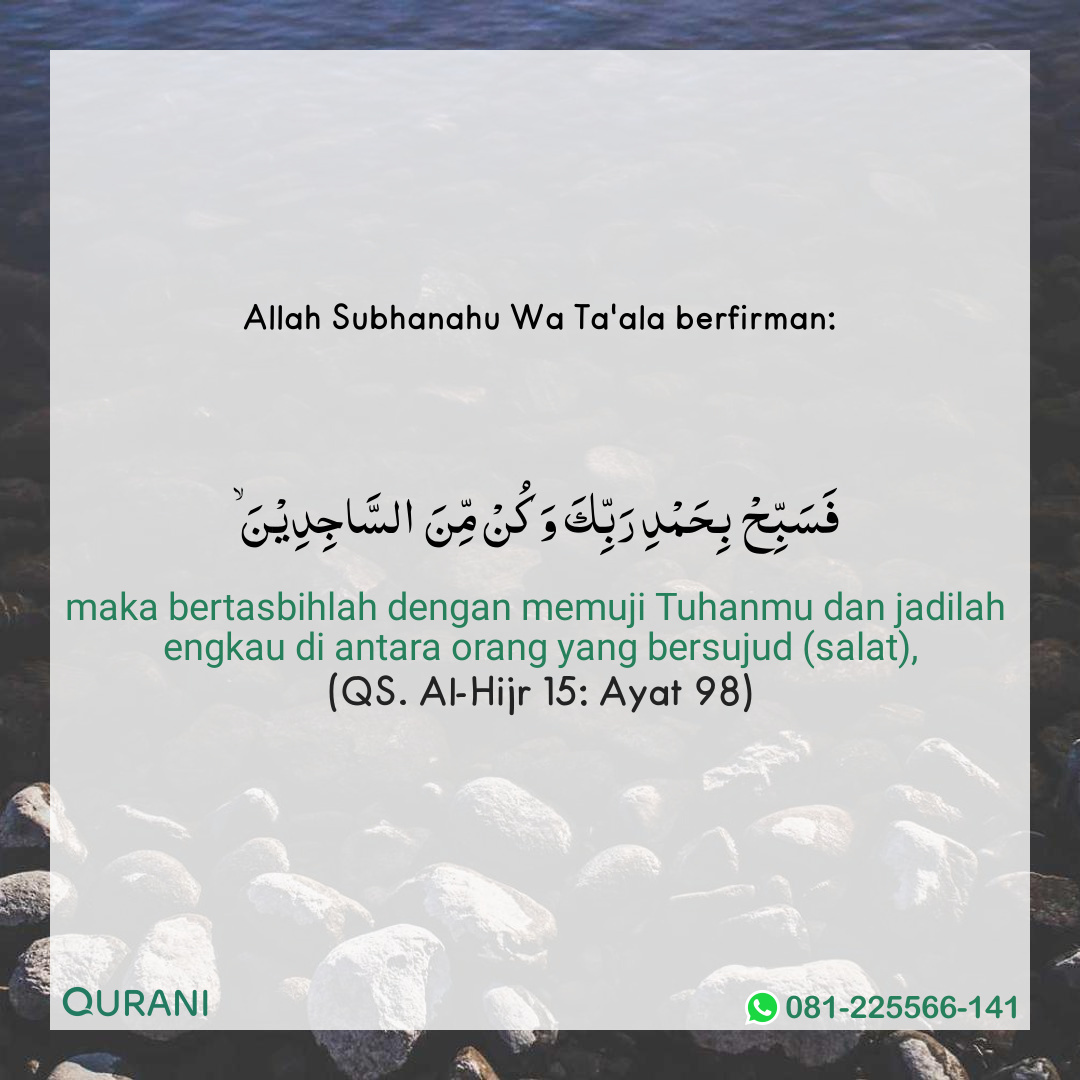 Allah Subhanahu Wa Ta'ala berfirman:
فَسَبِّحْ بِحَمْدِ رَبِّكَ وَكُنْ مِّنَ السَّاجِدِيْنَ ۙ
maka bertasbihlah dengan memuji Tuhanmu dan jadilah
engkau di antara orang yang bersujud (salat),
(QS. Al-Hijr 15: Ayat 98)
QURANI
081-225566-141